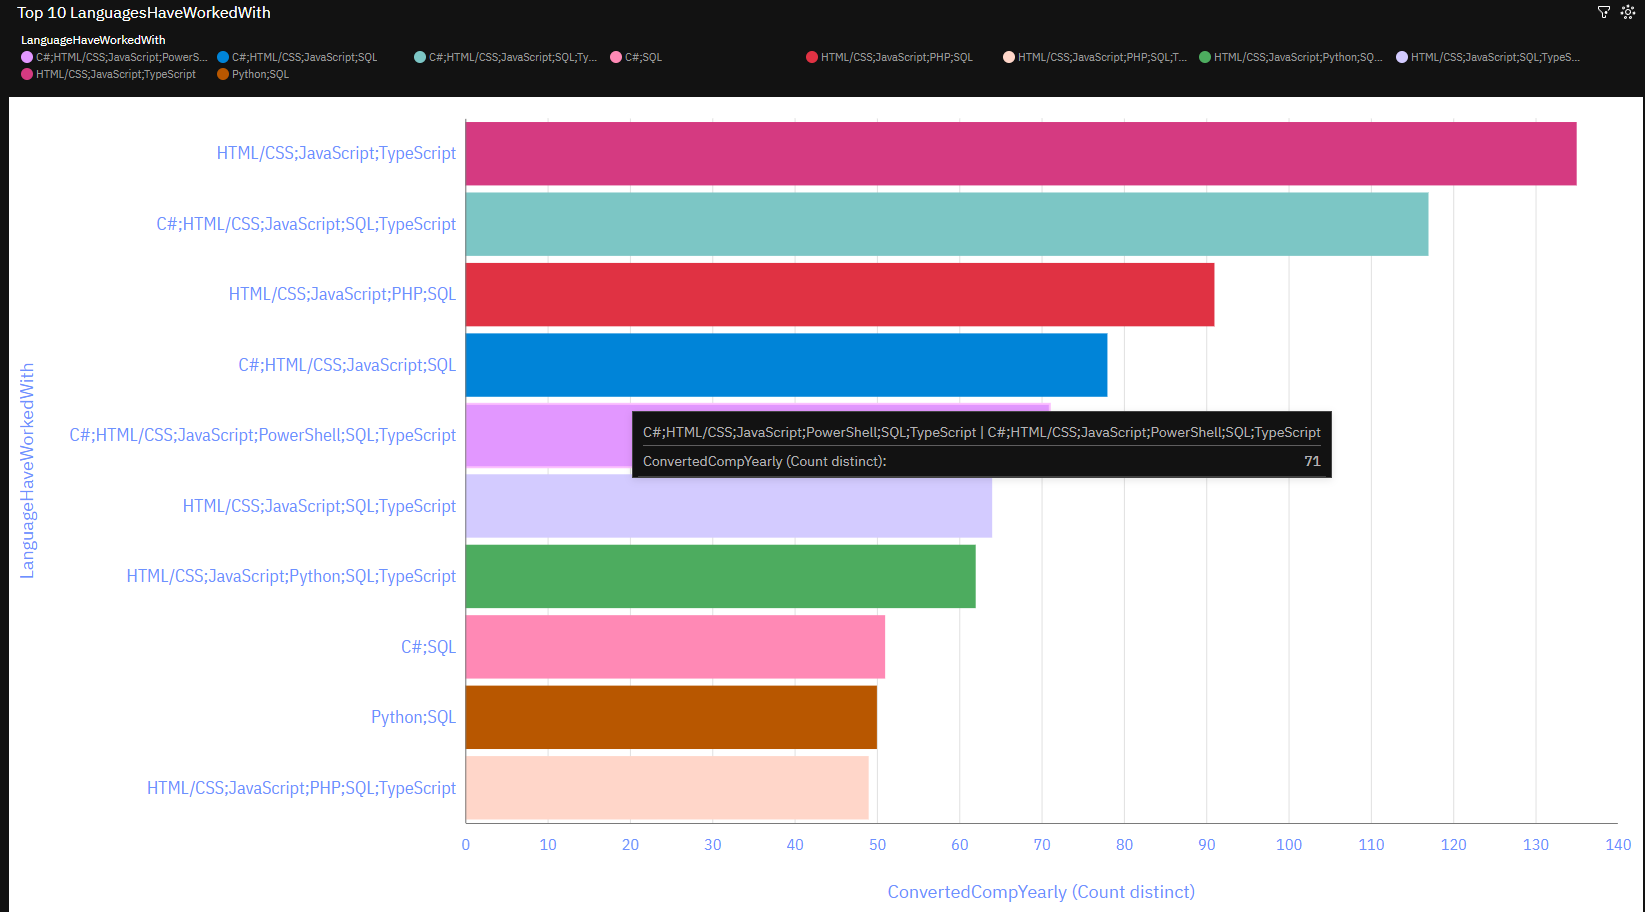 Top 10 LanguagesHaveWorkedWith
LanguageHaveWorkedWith
C#;HTML/CSS;JavaScript;PowerS...
C#;HTML/CSS;JavaScript;SQL
C#;HTML/CSS;JavaScript;SQL;Ty...
C#;SQL
HTML/CSS;JavaScript;PHP;SQL
HTML/CSS;JavaScript;PHP;SQL;T...
HTML/CSS;JavaScript;Python;SQ...
HTML/CSS;JavaScript;SQL;TypeS...
HTML/CSS;JavaScript;TypeScript
Python;SQL
LanguageHaveWorkedWith
HTML/CSS;JavaScript;TypeScript
C#;HTML/CSS;JavaScript;SQL;TypeScript
HTML/CSS;JavaScript;PHP;SQL
C#;HTML/CSS;JavaScript;SQL
C#;HTML/CSS;JavaScript;PowerShell;SQL;TypeScript
C#;HTML/CSS;JavaScript;PowerShell;SQL;TypeScript | C#;HTML/CSS;JavaScript;PowerShell;SQL;TypeScript
ConvertedCompYearly (Count distinct): 71
HTML/CSS;JavaScript;SQL;TypeScript
HTML/CSS;JavaScript;Python;SQL;TypeScript
C#;SQL
Python;SQL
HTML/CSS;JavaScript;PHP;SQL;TypeScript
0 10 20 30 40 50 60 70 80 90 100 110 120 130 140
ConvertedCompYearly (Count distinct)